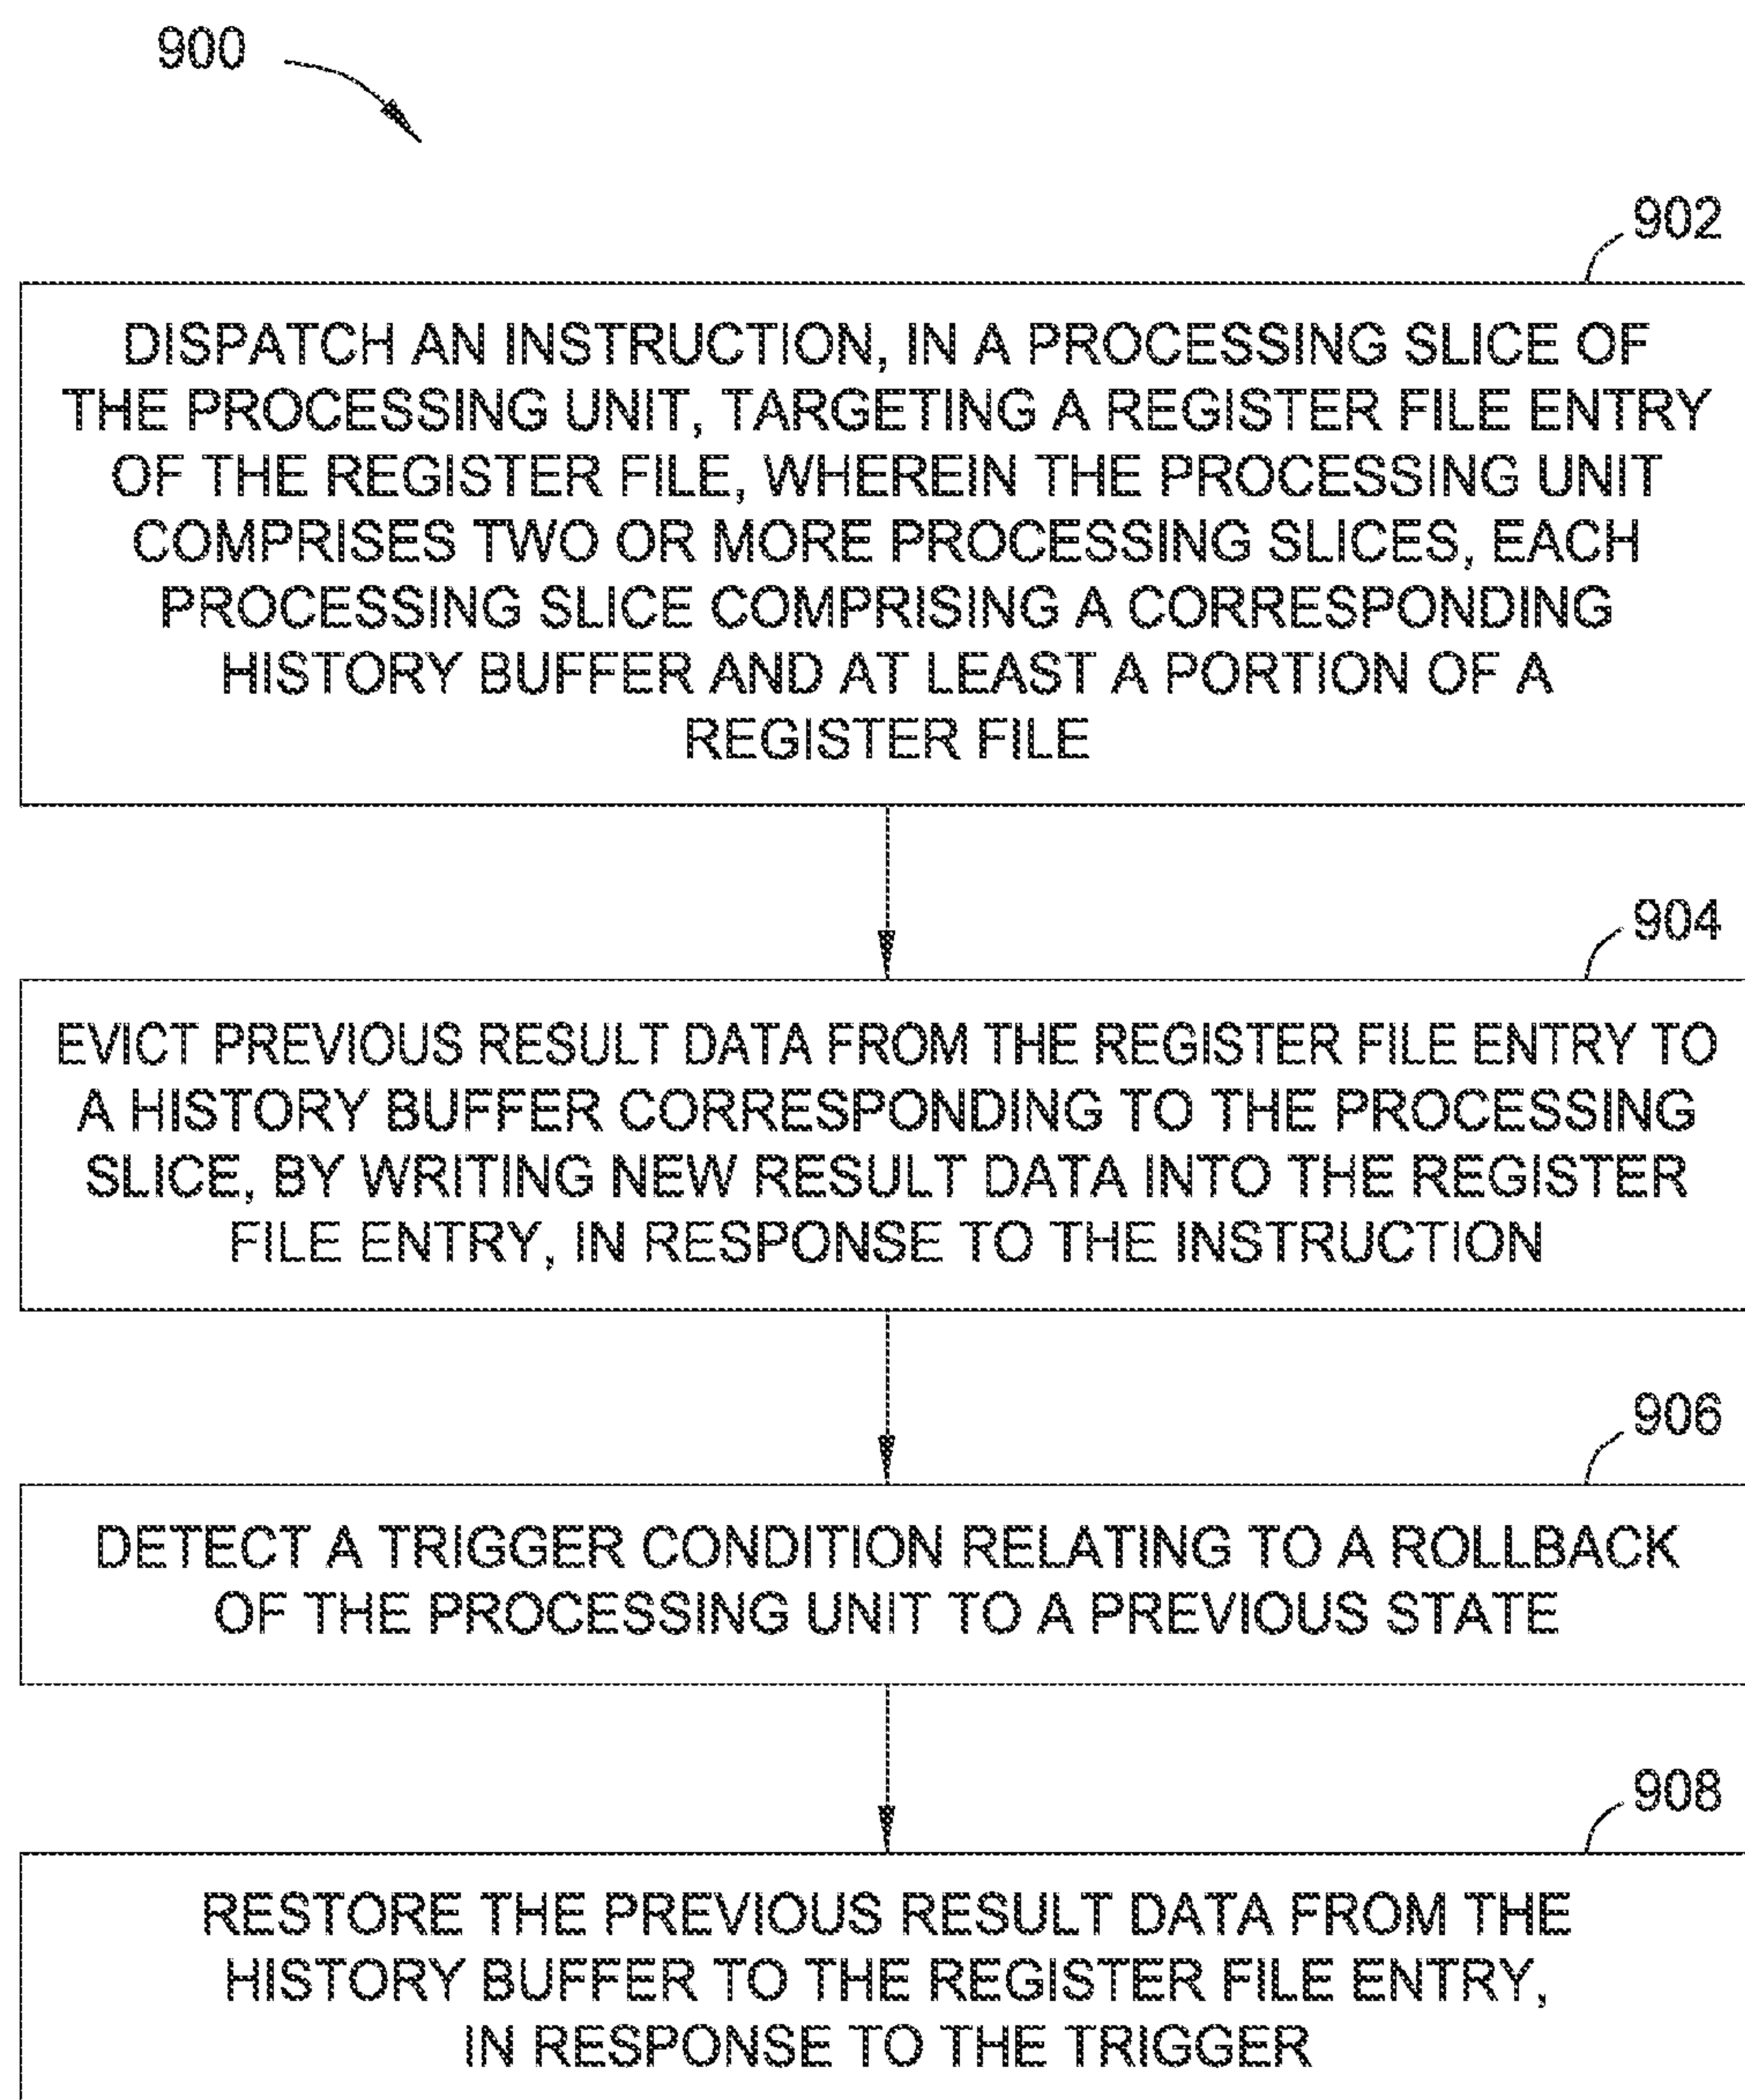 900
902
DISPATCH AN INSTRUCTION, IN A PROCESSING SLICE OF
THE PROCESSING UNIT, TARGETING A REGISTER FILE ENTRY
OF THE REGISTER FILE, WHEREIN THE PROCESSING UNIT
COMPRISES TWO OR MORE PROCESSING SLICES, EACH
PROCESSING SLICE COMPRISING A CORRESPONDING
HISTORY BUFFER AND AT LEAST A PORTION OF A
REGISTER FILE
904
EVICT PREVIOUS RESULT DATA FROM THE REGISTER FILE ENTRY TO
A HISTORY BUFFER CORRESPONDING TO THE PROCESSING
SLICE, BY WRITING NEW RESULT DATA INTO THE REGISTER
FILE ENTRY, IN RESPONSE TO THE INSTRUCTION
906
DETECT A TRIGGER CONDITION RELATING TO A ROLLBACK
OF THE PROCESSING UNIT TO A PREVIOUS STATE
908
RESTORE THE PREVIOUS RESULT DATA FROM THE
HISTORY BUFFER TO THE REGISTER FILE ENTRY,
IN RESPONSE TO THE TRIGGER